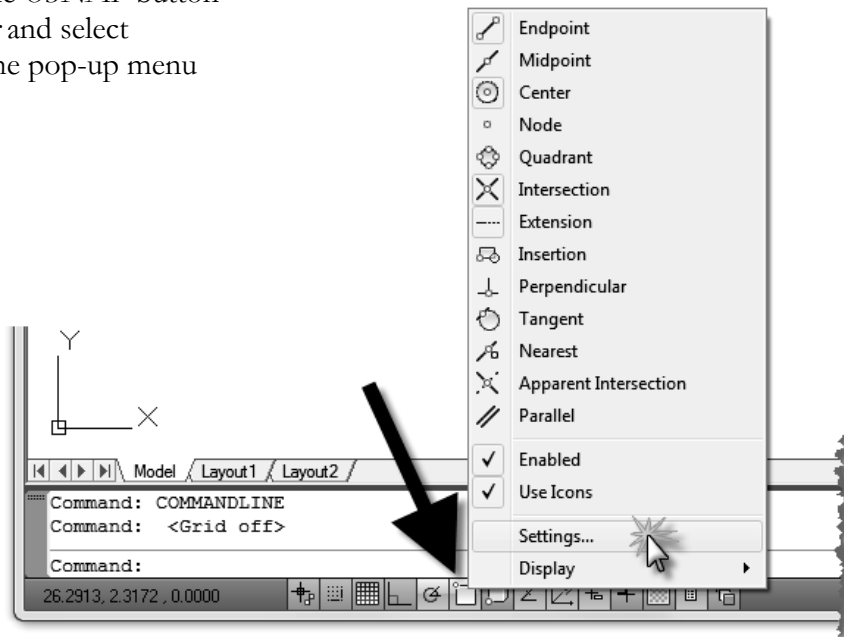 OSNAP button
and select
pop-up menu
Endpoint
Midpoint
Center
Node
Quadrant
Intersection
Extension
Insertion
Perpendicular
Tangent
Nearest
Apparent Intersection
Parallel
Enabled
Use Icons
Settings...
Display
Y
X
Model Layout1 Layout2
Command: COMMANDLINE
Command: <Grid off>
Command:
26.2913, 2.3172 , 0.0000